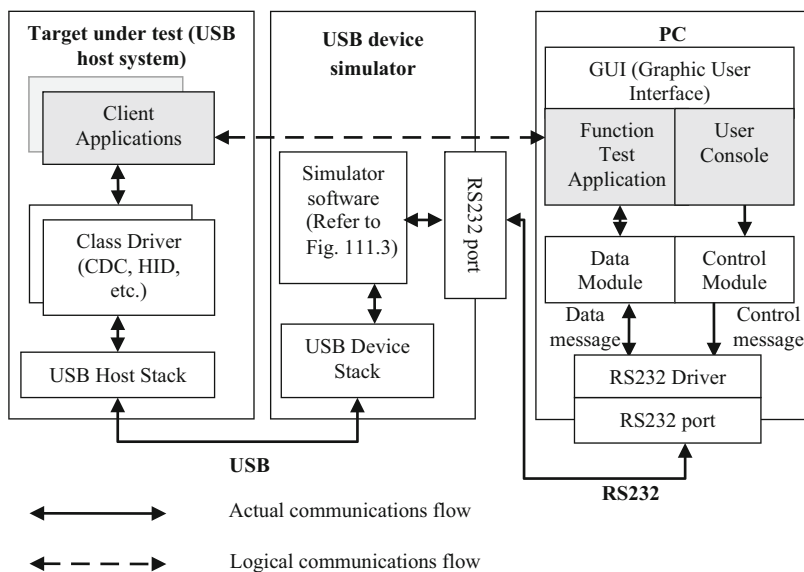 Target under test (USB
host system)
Client
Applications
Class Driver
(CDC, HID,
etc.)
USB Host Stack
USB device
simulator
Simulator
software
(Refer to
Fig. 111.3)
RS232 port
USB Device
Stack
PC
GUI (Graphic User
Interface)
Function
Test
Application
User
Console
Data
Module
Control
Module
Data
message
Control
message
RS232 Driver
RS232 port
USB
RS232
Actual communications flow
Logical communications flow